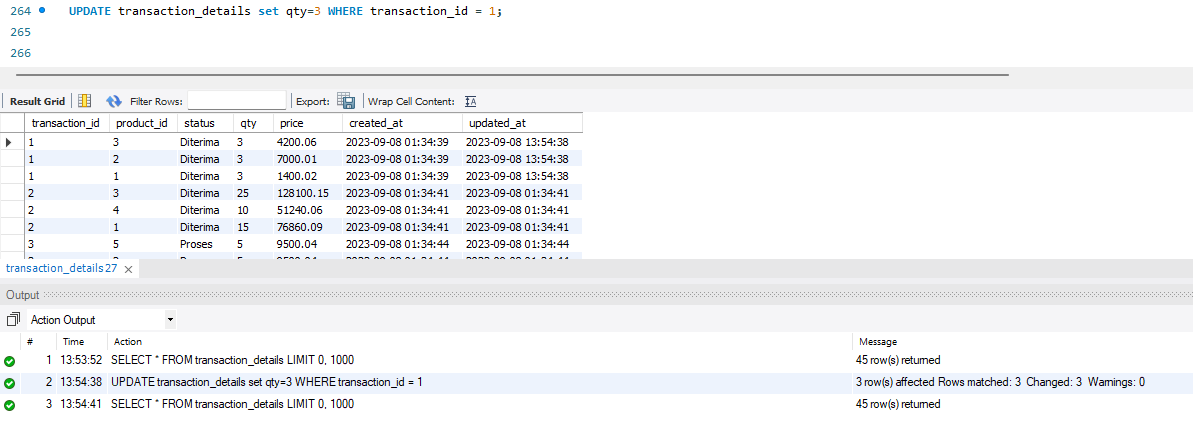 264 UPDATE transaction_details set qty=3 WHERE transaction_id = 1;
265
266
Result Grid Filter Rows: Export: Wrap Cell Content:
transaction_id product_id status qty price created_at updated_at
1 3 Diterima 3 4200.06 2023-09-08 01:34:39 2023-09-08 13:54:38
1 2 Diterima 3 7000.01 2023-09-08 01:34:39 2023-09-08 13:54:38
1 1 Diterima 3 1400.02 2023-09-08 01:34:39 2023-09-08 13:54:38
2 3 Diterima 25 128100.15 2023-09-08 01:34:41 2023-09-08 01:34:41
2 4 Diterima 10 51240.06 2023-09-08 01:34:41 2023-09-08 01:34:41
2 1 Diterima 15 76860.09 2023-09-08 01:34:41 2023-09-08 01:34:41
3 5 Proses 5 9500.04 2023-09-08 01:34:44 2023-09-08 01:34:44
transaction_details27
Output
Action Output
# Time Action Message
1 13:53:52 SELECT * FROM transaction_details LIMIT 0, 1000 45 row(s) returned
2 13:54:38 UPDATE transaction_details set qty=3 WHERE transaction_id = 1 3 row(s) affected Rows matched: 3 Changed: 3 Warnings: 0
3 13:54:41 SELECT * FROM transaction_details LIMIT 0, 1000 45 row(s) returned